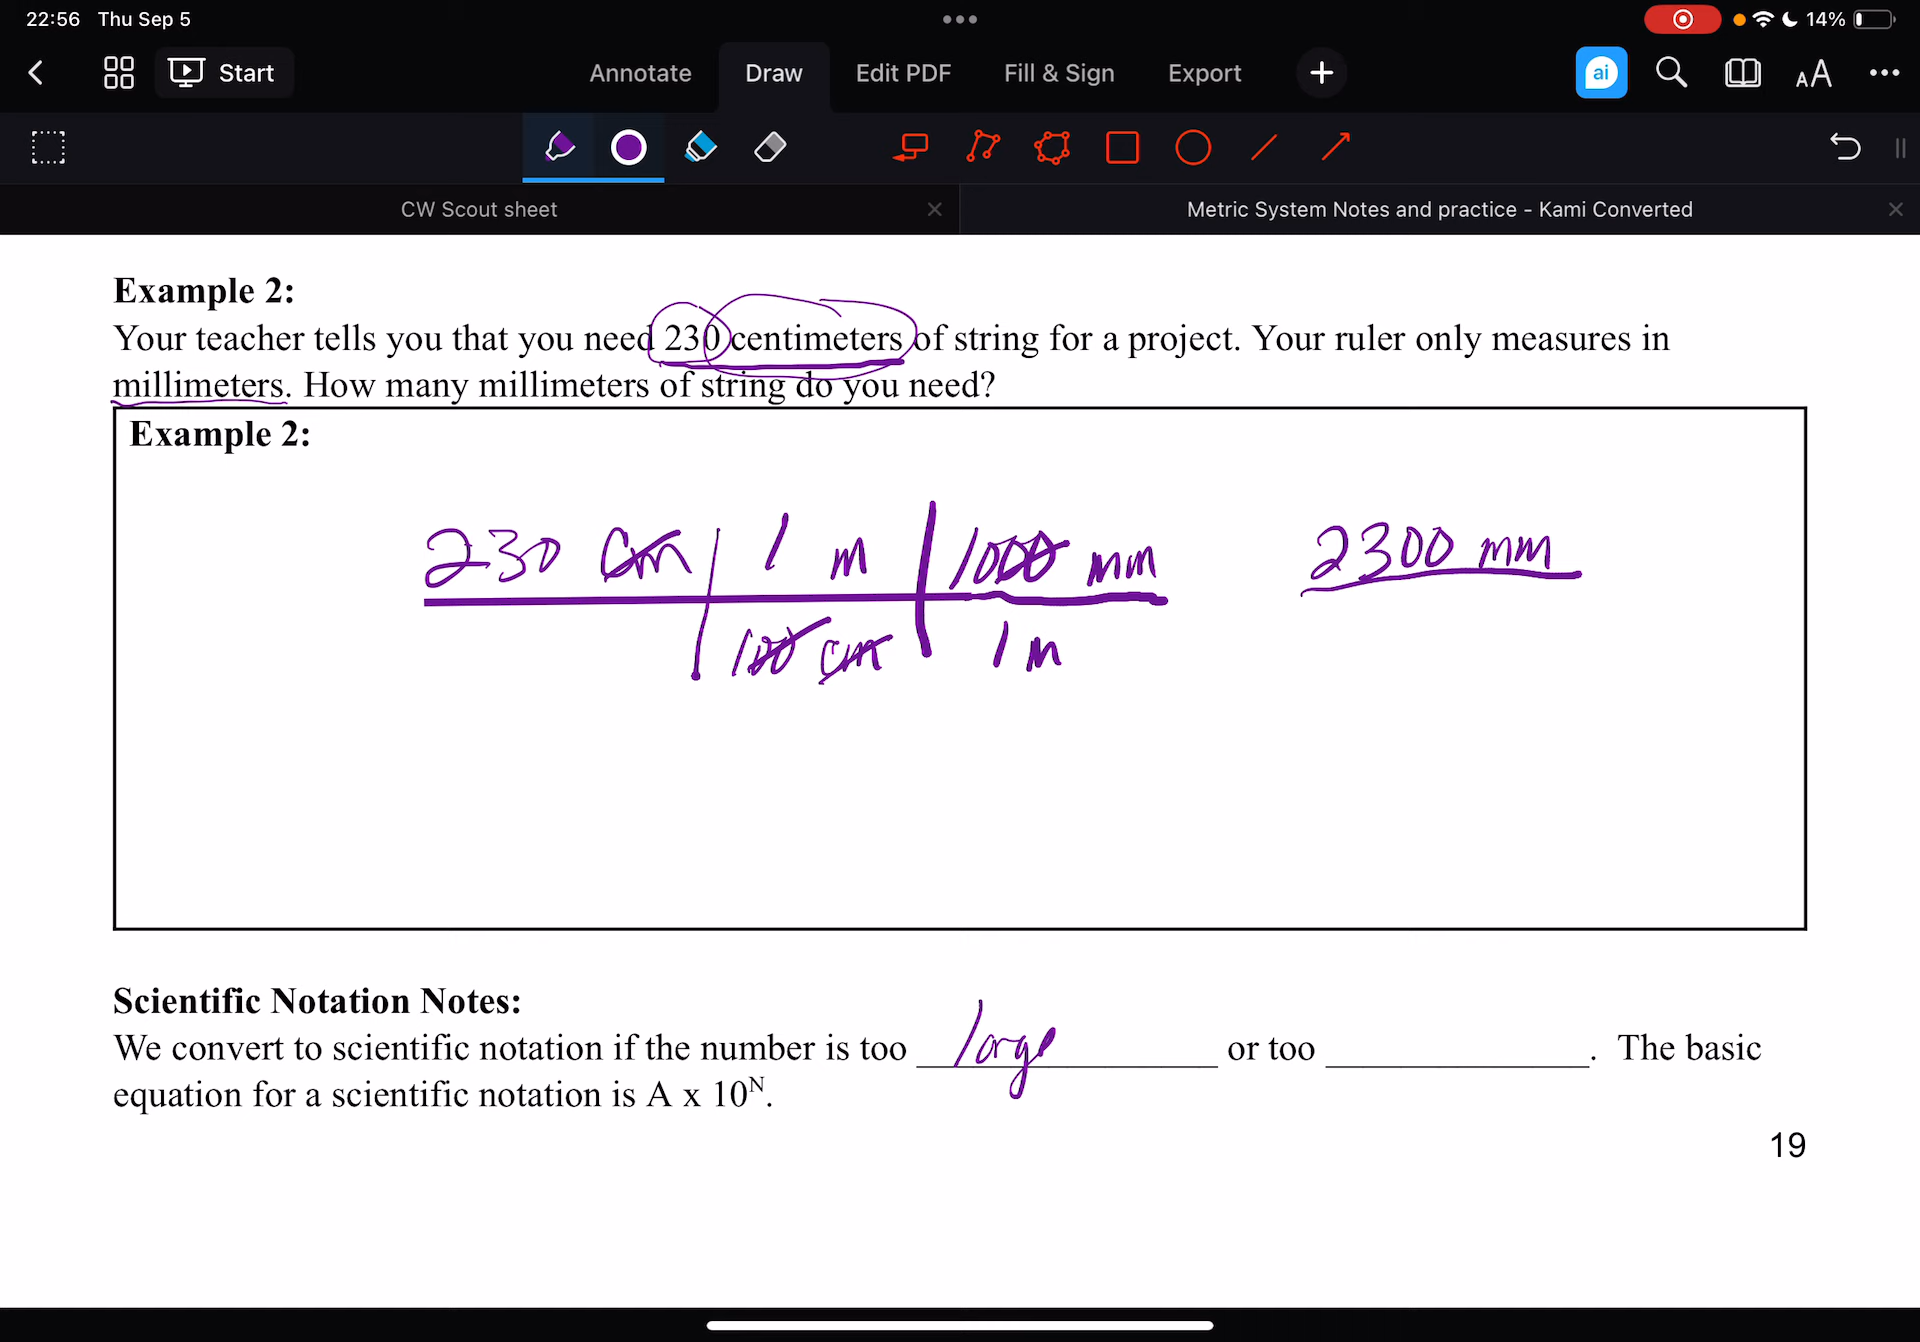 22:56 Thu Sep 5 14%
Start Annotate Draw Edit PDF Fill & Sign Export + ai AA
CW Scout sheet Metric System Notes and practice - Kami Converted
Example 2:
Your teacher tells you that you need 230 centimeters of string for a project. Your ruler only measures in
millimeters. How many millimeters of string do you need?
Example 2:
230 cm 1 m 1000 mm 2300 mm
100 cm 1 m
Scientific Notation Notes:
We convert to scientific notation if the number is too large or too ____________. The basic
equation for a scientific notation is A x 10ᴺ.
19